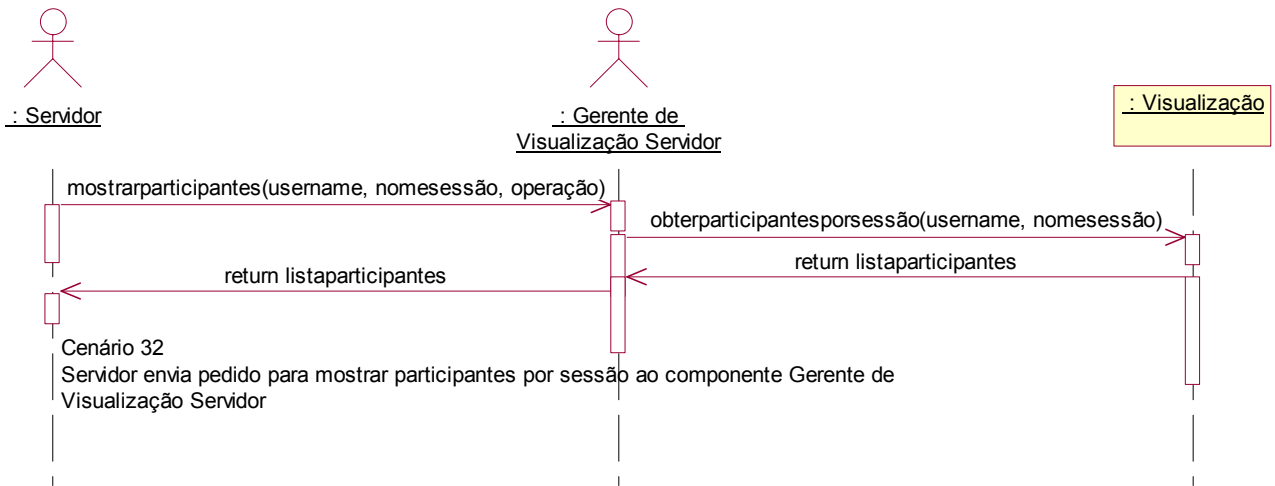 : Servidor
: Gerente de
Visualização Servidor
: Visualização
mostrarparticipantes(username, nomesessão, operação)
obterparticipantesporsessão(username, nomesessão)
return listaparticipantes
return listaparticipantes
Cenário 32
Servidor envia pedido para mostrar participantes por sessão ao componente Gerente de
Visualização Servidor